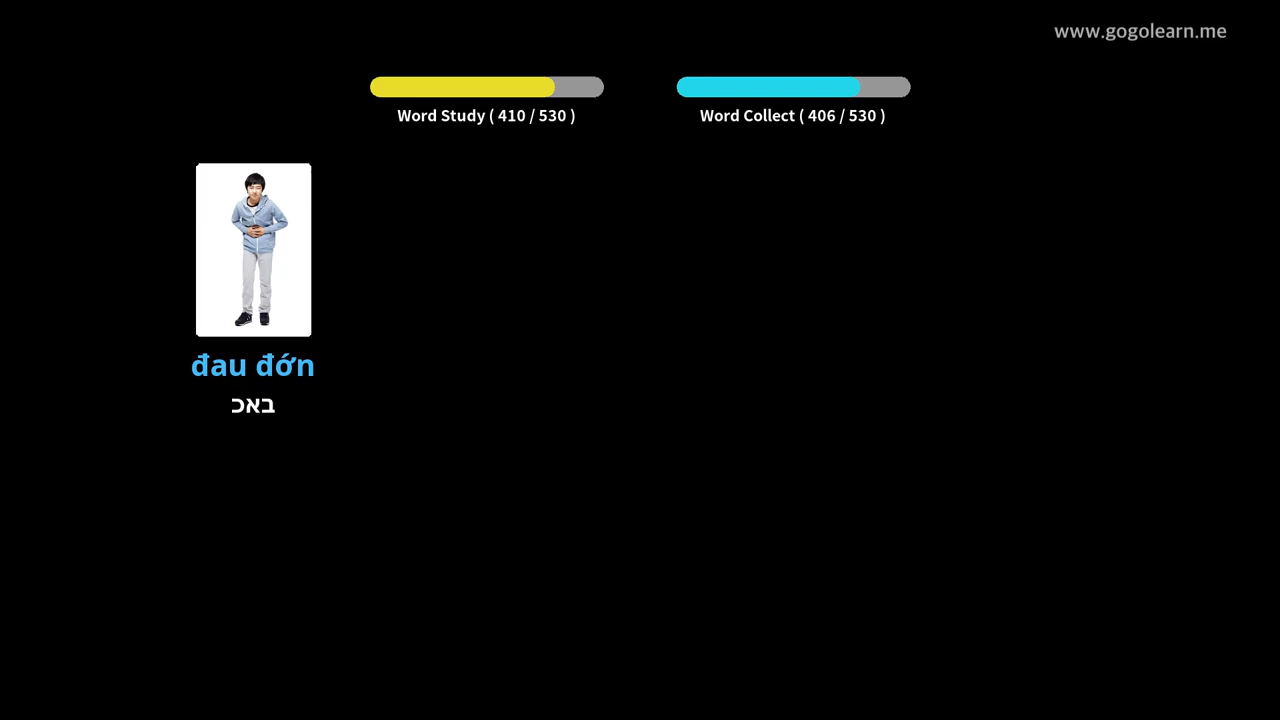 www.gogolearn.me
Word Study ( 410 / 530 )
Word Collect ( 406 / 530 )
đau đớn
באכ